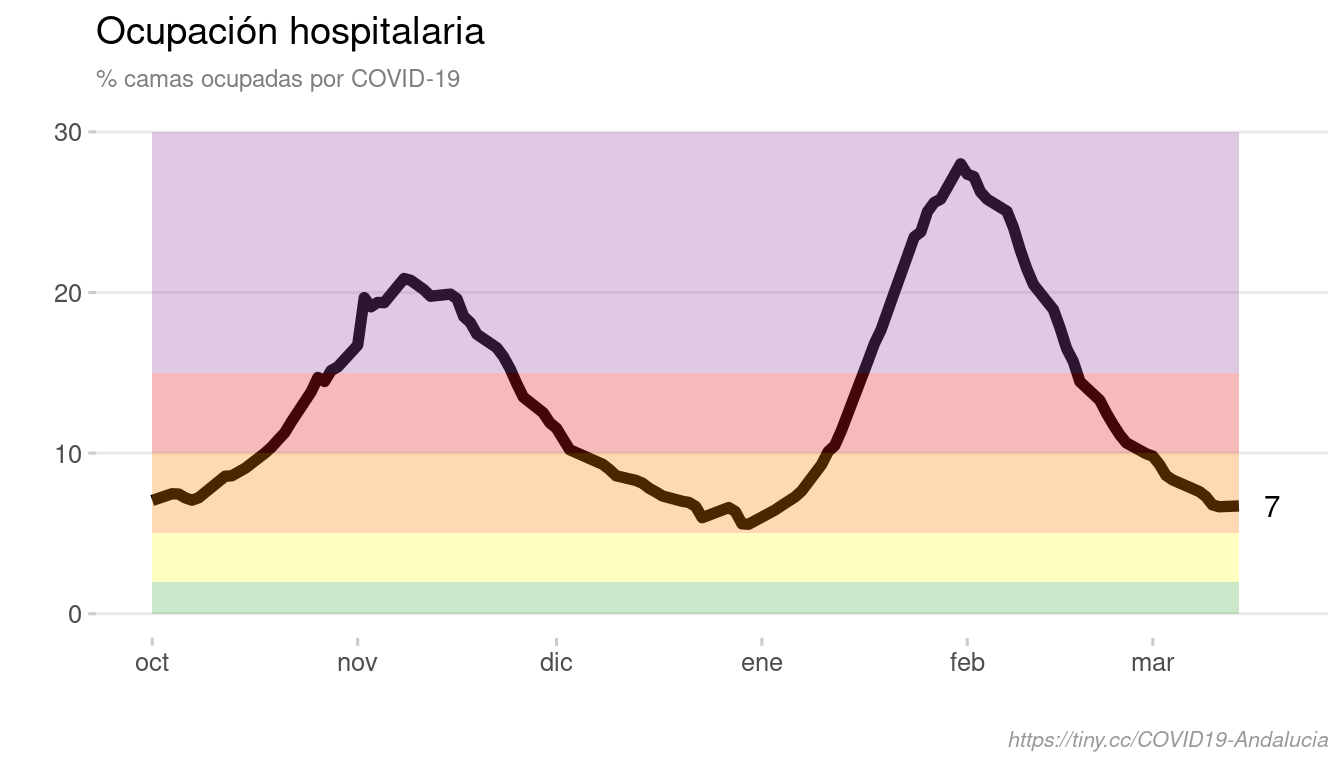 Ocupación hospitalaria
% camas ocupadas por COVID-19
30
20
10
0
7
oct nov dic ene feb mar
https://tiny.cc/COVID19-Andalucia